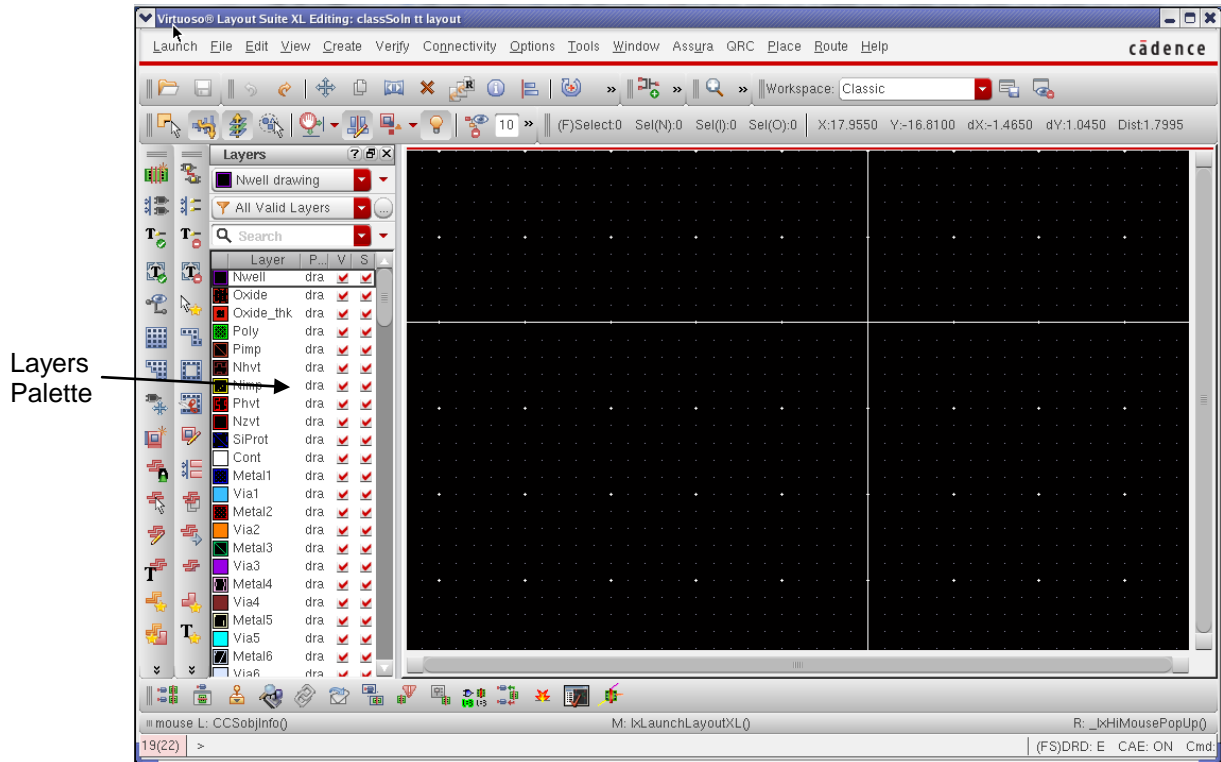 Virtuoso® Layout Suite XL Editing: classSoln tt layout
Launch File Edit View Create Verify Connectivity Options Tools Window Assura QRC Place Route Help
cādence
» » » Workspace: Classic
10 » (F)Select:0 Sel(N):0 Sel(I):0 Sel(O):0 X:17.9550 Y:-16.8100 dX:-1.4650 dY:1.0450 Dist:1.7995
Layers
Nwell drawing
All Valid Layers
Search
Layer P... V S
Nwell dra
Oxide dra
Oxide_thk dra
Poly dra
Pimp dra
Nhvt dra
Nimp dra
Phvt dra
Nzvt dra
SiProt dra
Cont dra
Metal1 dra
Via1 dra
Metal2 dra
Via2 dra
Metal3 dra
Via3 dra
Metal4 dra
Via4 dra
Metal5 dra
Via5 dra
Metal6 dra
Via6 dra
Layers
Palette
mouse L: CCSobjInfo() M: lxLaunchLayoutXL() R: _lxHiMousePopUp()
19(22) > (FS)DRD: E CAE: ON Cmd: